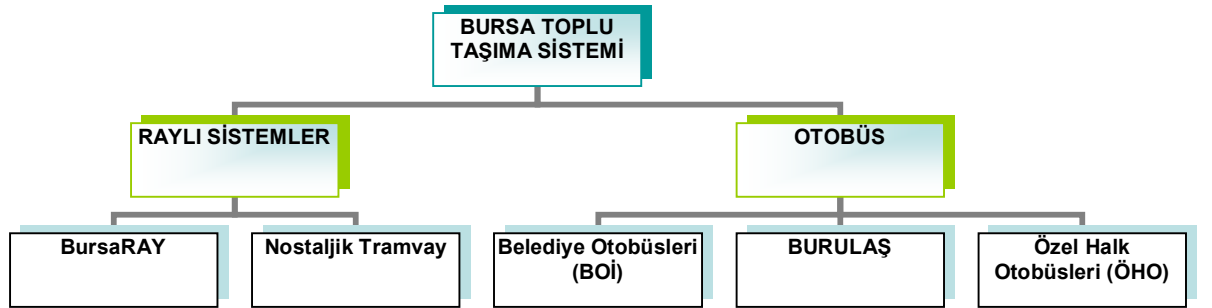 BURSA TOPLU
TAŞIMA SİSTEMİ
RAYLI SİSTEMLER
OTOBÜS
BursaRAY
Nostaljik Tramvay
Belediye Otobüsleri
(BOİ)
BURULAŞ
Özel Halk
Otobüsleri (ÖHO)